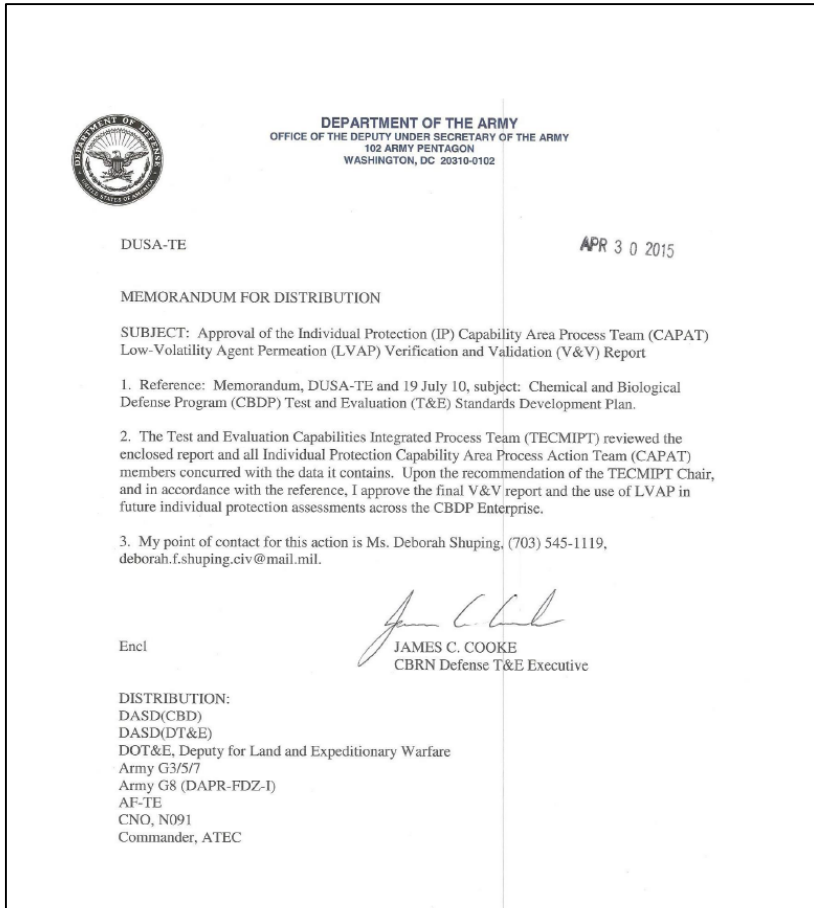 DEPARTMENT OF THE ARMY
OFFICE OF THE DEPUTY UNDER SECRETARY OF THE ARMY
102 ARMY PENTAGON
WASHINGTON, DC 20310-0102
DEPARTMENT OF DEFENSE
UNITED STATES OF AMERICA
DUSA-TE
APR 30 2015
MEMORANDUM FOR DISTRIBUTION
SUBJECT: Approval of the Individual Protection (IP) Capability Area Process Team (CAPAT)
Low-Volatility Agent Permeation (LVAP) Verification and Validation (V&V) Report
1. Reference: Memorandum, DUSA-TE and 19 July 10, subject: Chemical and Biological
Defense Program (CBDP) Test and Evaluation (T&E) Standards Development Plan.
2. The Test and Evaluation Capabilities Integrated Process Team (TECMIPT) reviewed the
enclosed report and all Individual Protection Capability Area Process Action Team (CAPAT)
members concurred with the data it contains. Upon the recommendation of the TECMIPT Chair,
and in accordance with the reference, I approve the final V&V report and the use of LVAP in
future individual protection assessments across the CBDP Enterprise.
3. My point of contact for this action is Ms. Deborah Shuping, (703) 545-1119,
deborah.f.shuping.civ@mail.mil.
Encl
JAMES C. COOKE
CBRN Defense T&E Executive
DISTRIBUTION:
DASD(CBD)
DASD(DT&E)
DOT&E, Deputy for Land and Expeditionary Warfare
Army G3/5/7
Army G8 (DAPR-FDZ-I)
AF-TE
CNO, N091
Commander, ATEC